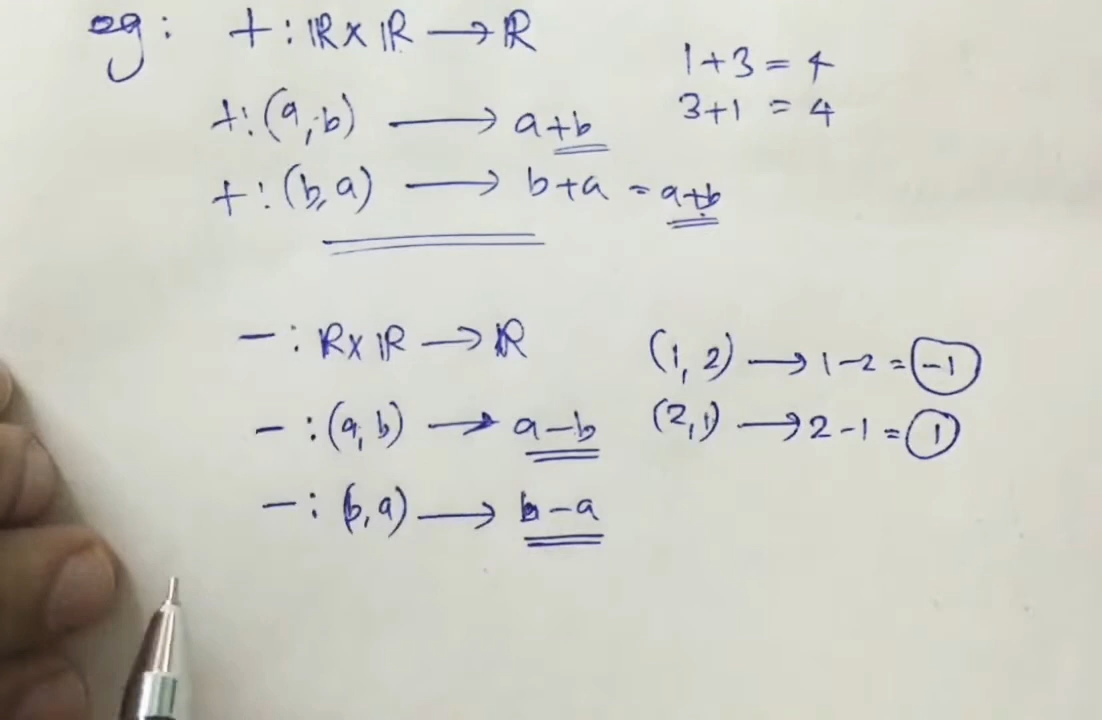 eg: + : ℝ × ℝ ⟶ ℝ
+ : (a, b) ⟶ a+b
+ : (b, a) ⟶ b+a = a+b
1+3 = 4
3+1 = 4
− : ℝ × ℝ ⟶ ℝ
− : (a, b) ⟶ a−b
− : (b, a) ⟶ b−a
(1, 2) ⟶ 1−2 = −1
(2, 1) ⟶ 2−1 = 1